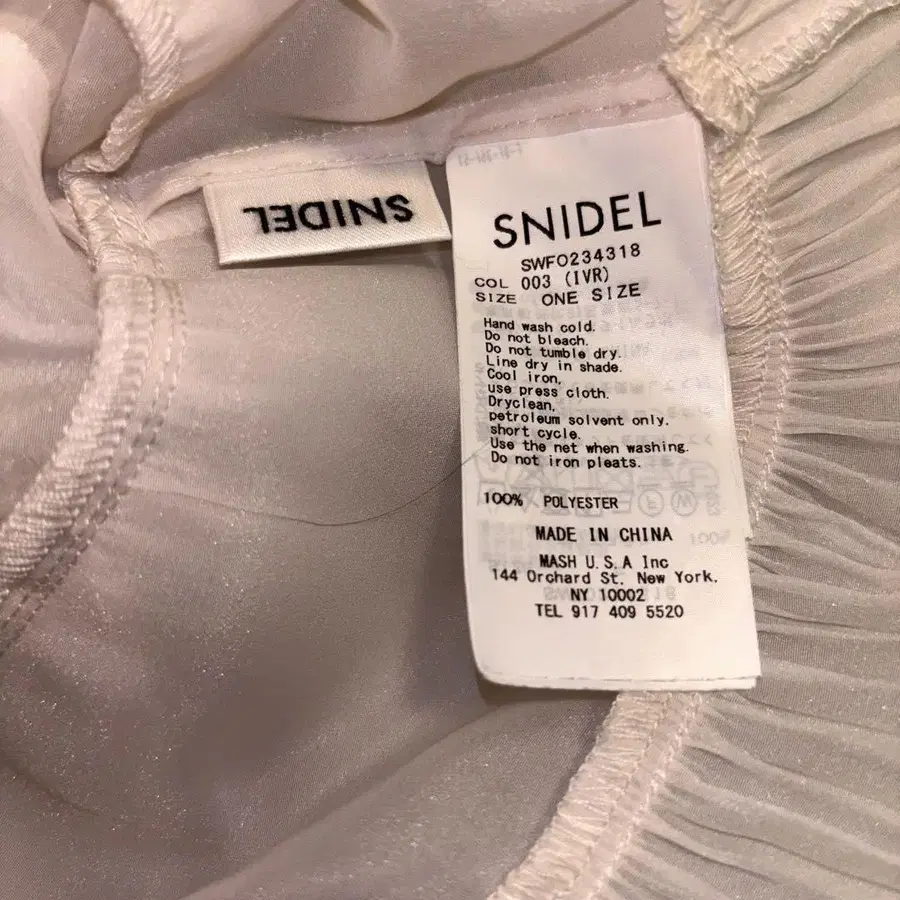 SNIDEL
SNIDEL
SWFO234318
COL 003 (IVR)
SIZE ONE SIZE
Hand wash cold.
Do not bleach.
Do not tumble dry.
Line dry in shade.
Cool iron,
use press cloth.
Dryclean,
petroleum solvent only,
short cycle.
Use the net when washing.
Do not iron pleats.
100% POLYESTER
MADE IN CHINA
MASH U.S.A Inc
144 Orchard St. New York,
NY 10002
TEL 917 409 5520